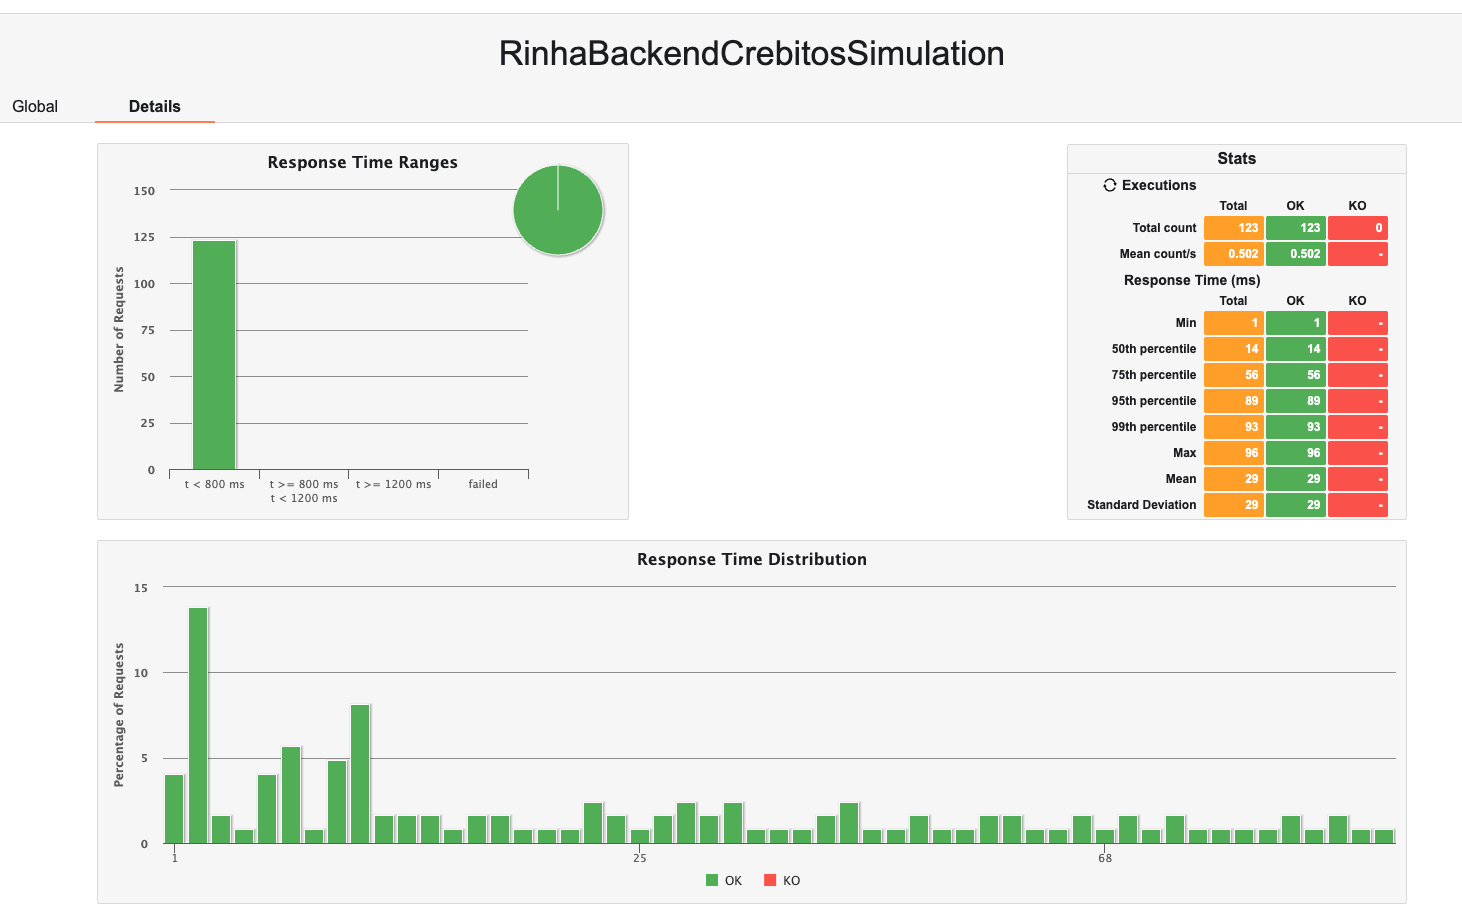 RinhaBackendCrebitosSimulation
Global Details
Response Time Ranges
Number of Requests
150
125
100
75
50
25
0
t < 800 ms
t >= 800 ms
t < 1200 ms
t >= 1200 ms
failed
Stats
Executions
Total OK KO
Total count 123 123 0
Mean count/s 0.502 0.502 -
Response Time (ms)
Total OK KO
Min 1 1 -
50th percentile 14 14 -
75th percentile 56 56 -
95th percentile 89 89 -
99th percentile 93 93 -
Max 96 96 -
Mean 29 29 -
Standard Deviation 29 29 -
Response Time Distribution
Percentage of Requests
15
10
5
0
1 25 68
OK KO